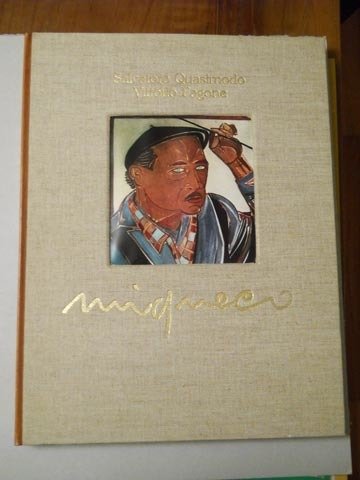 Salvatore Quasimodo
Vittorio Fagone
migneco